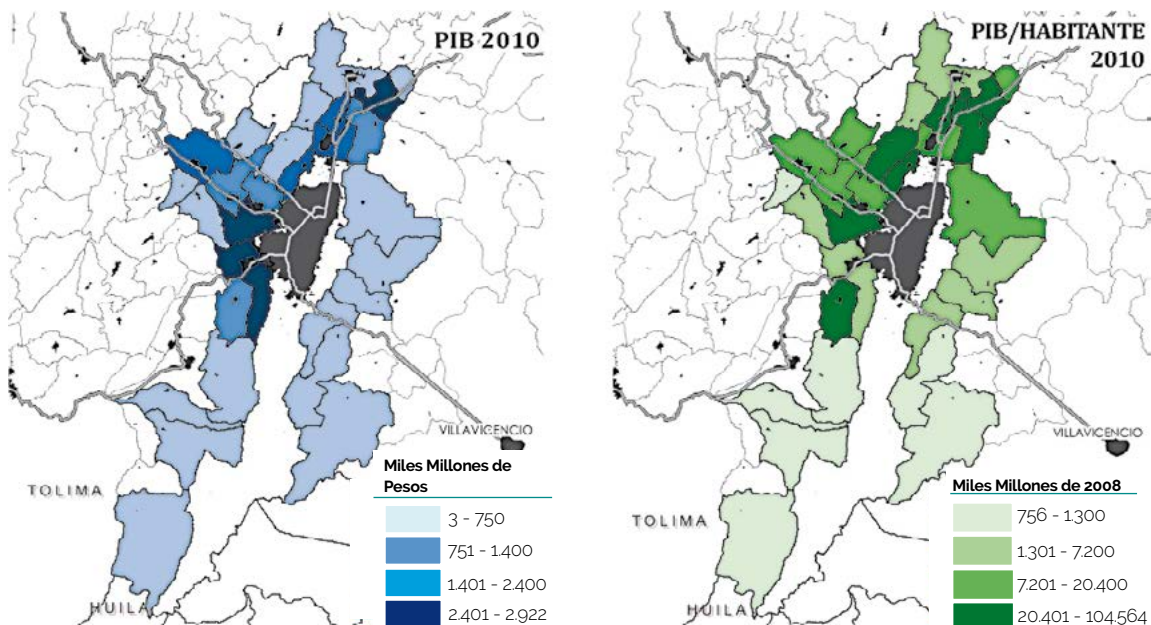 PIB 2010
VILLAVICENCIO
TOLIMA
HUILA
Miles Millones de
Pesos
3 - 750
751 - 1.400
1.401 - 2.400
2.401 - 2.922
PIB/HABITANTE
2010
VILLAVICENCIO
TOLIMA
HUILA
Miles Millones de 2008
756 - 1.300
1.301 - 7.200
7.201 - 20.400
20.401 - 104.564